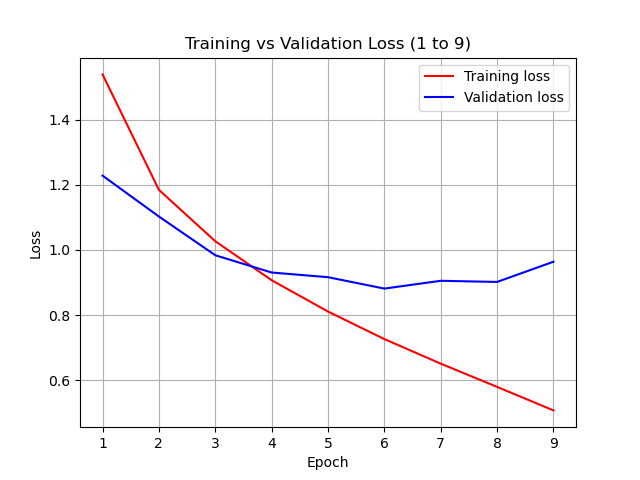 Training vs Validation Loss (1 to 9)
Training loss
Validation loss
1.4
1.2
1.0
0.8
0.6
Loss
1 2 3 4 5 6 7 8 9
Epoch